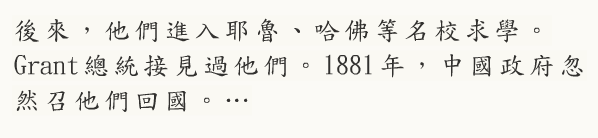 後來，他們進入耶魯、哈佛等名校求學。
Grant總統接見過他們。1881年，中國政府忽
然召他們回國。…